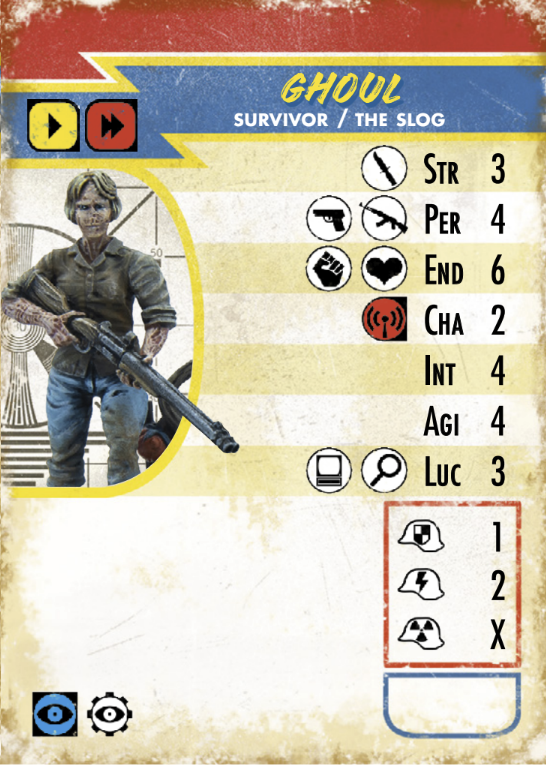 GHOUL
SURVIVOR / THE SLOG
STR 3
PER 4
50
END 6
CHA 2
INT 4
AGI 4
LUC 3
1
2
X